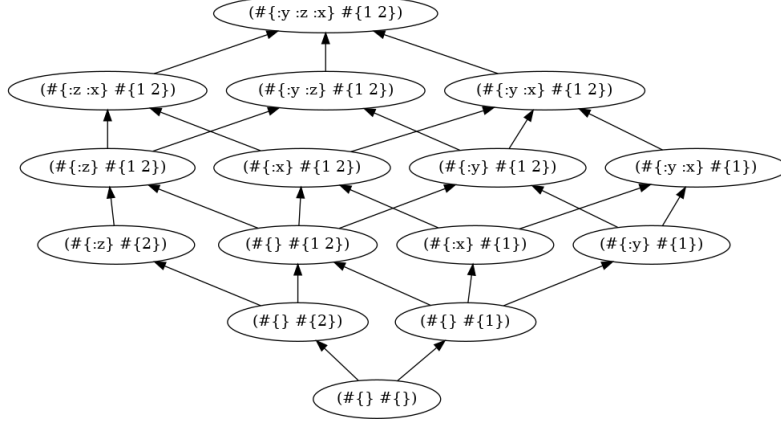 (#{:y :z :x} #{1 2})
(#{:z :x} #{1 2})
(#{:y :z} #{1 2})
(#{:y :x} #{1 2})
(#{:z} #{1 2})
(#{:x} #{1 2})
(#{:y} #{1 2})
(#{:y :x} #{1})
(#{:z} #{2})
(#{} #{1 2})
(#{:x} #{1})
(#{:y} #{1})
(#{} #{2})
(#{} #{1})
(#{} #{})